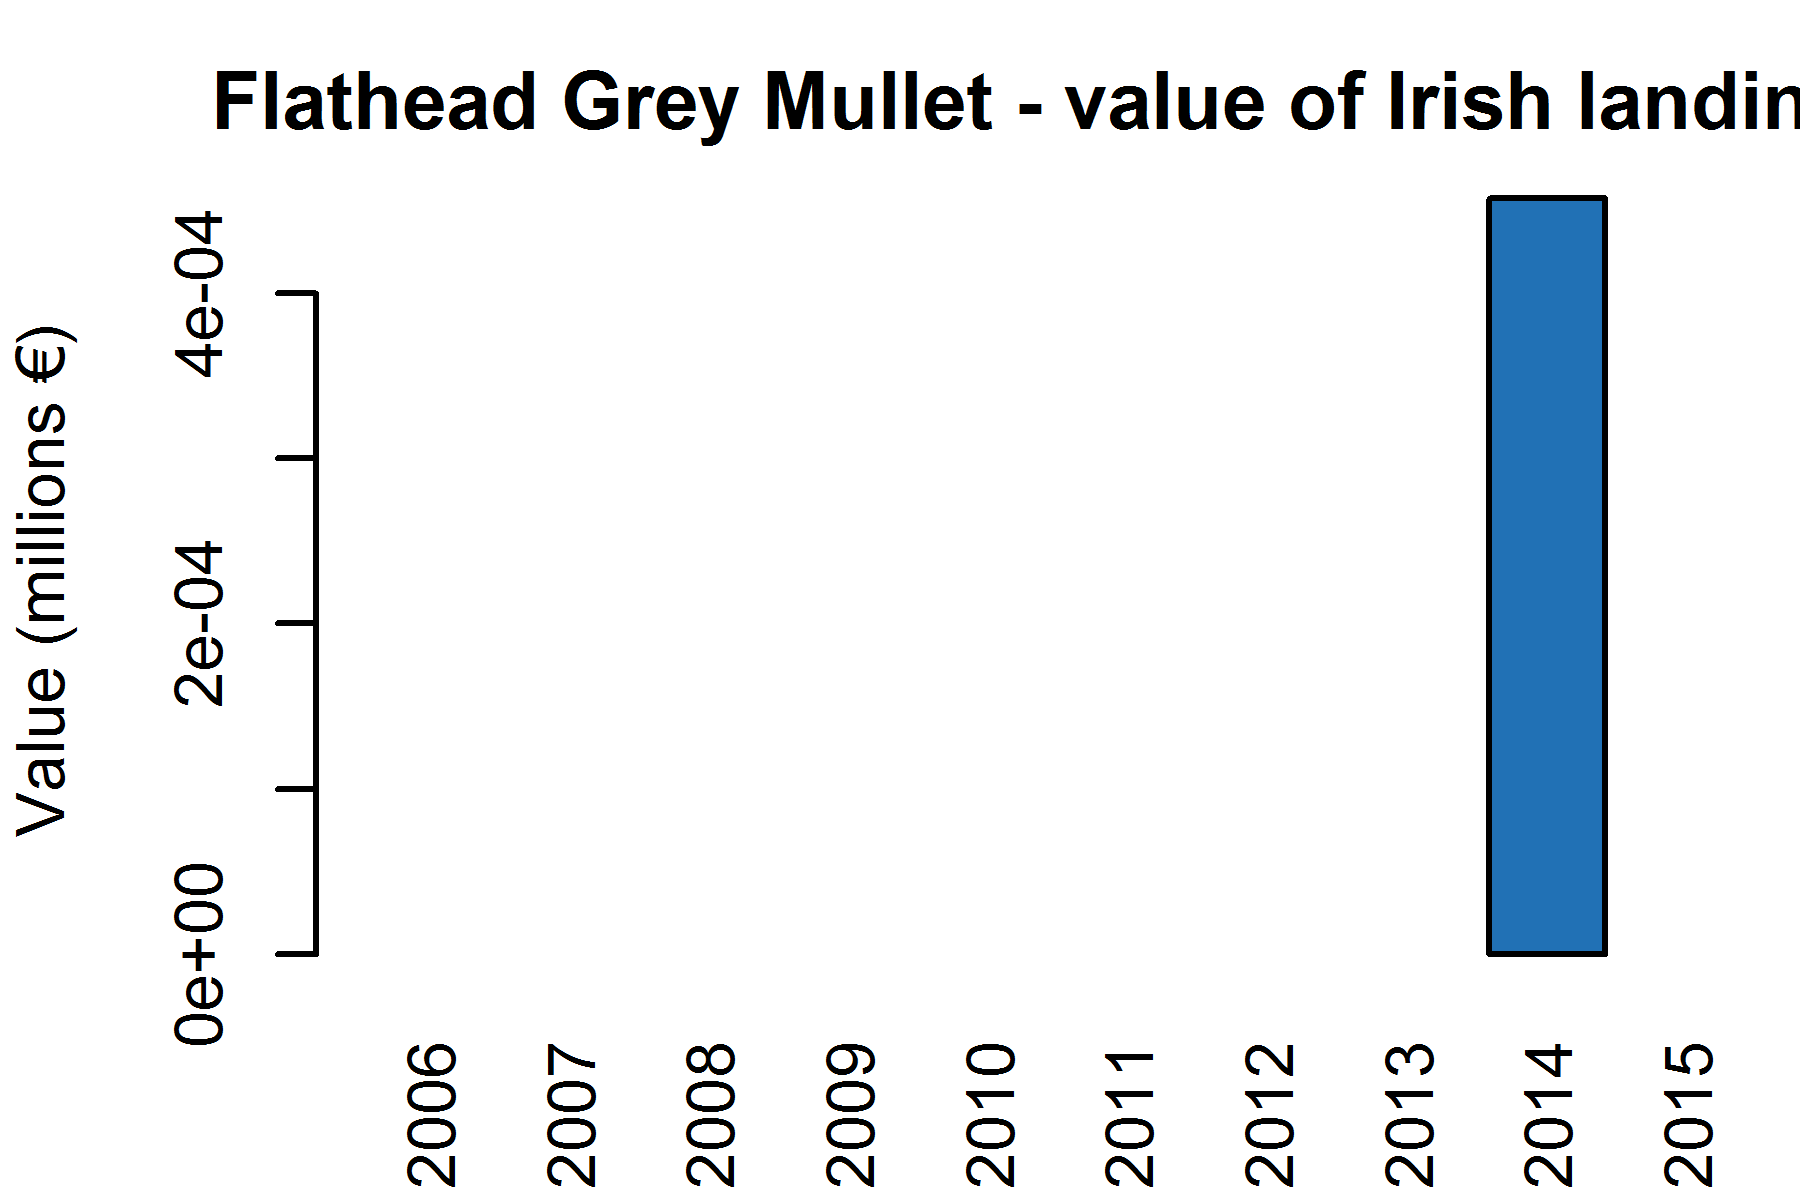 Flathead Grey Mullet - value of Irish landin
Value (millions €)
4e-04
2e-04
0e+00
2006
2007
2008
2009
2010
2011
2012
2013
2014
2015